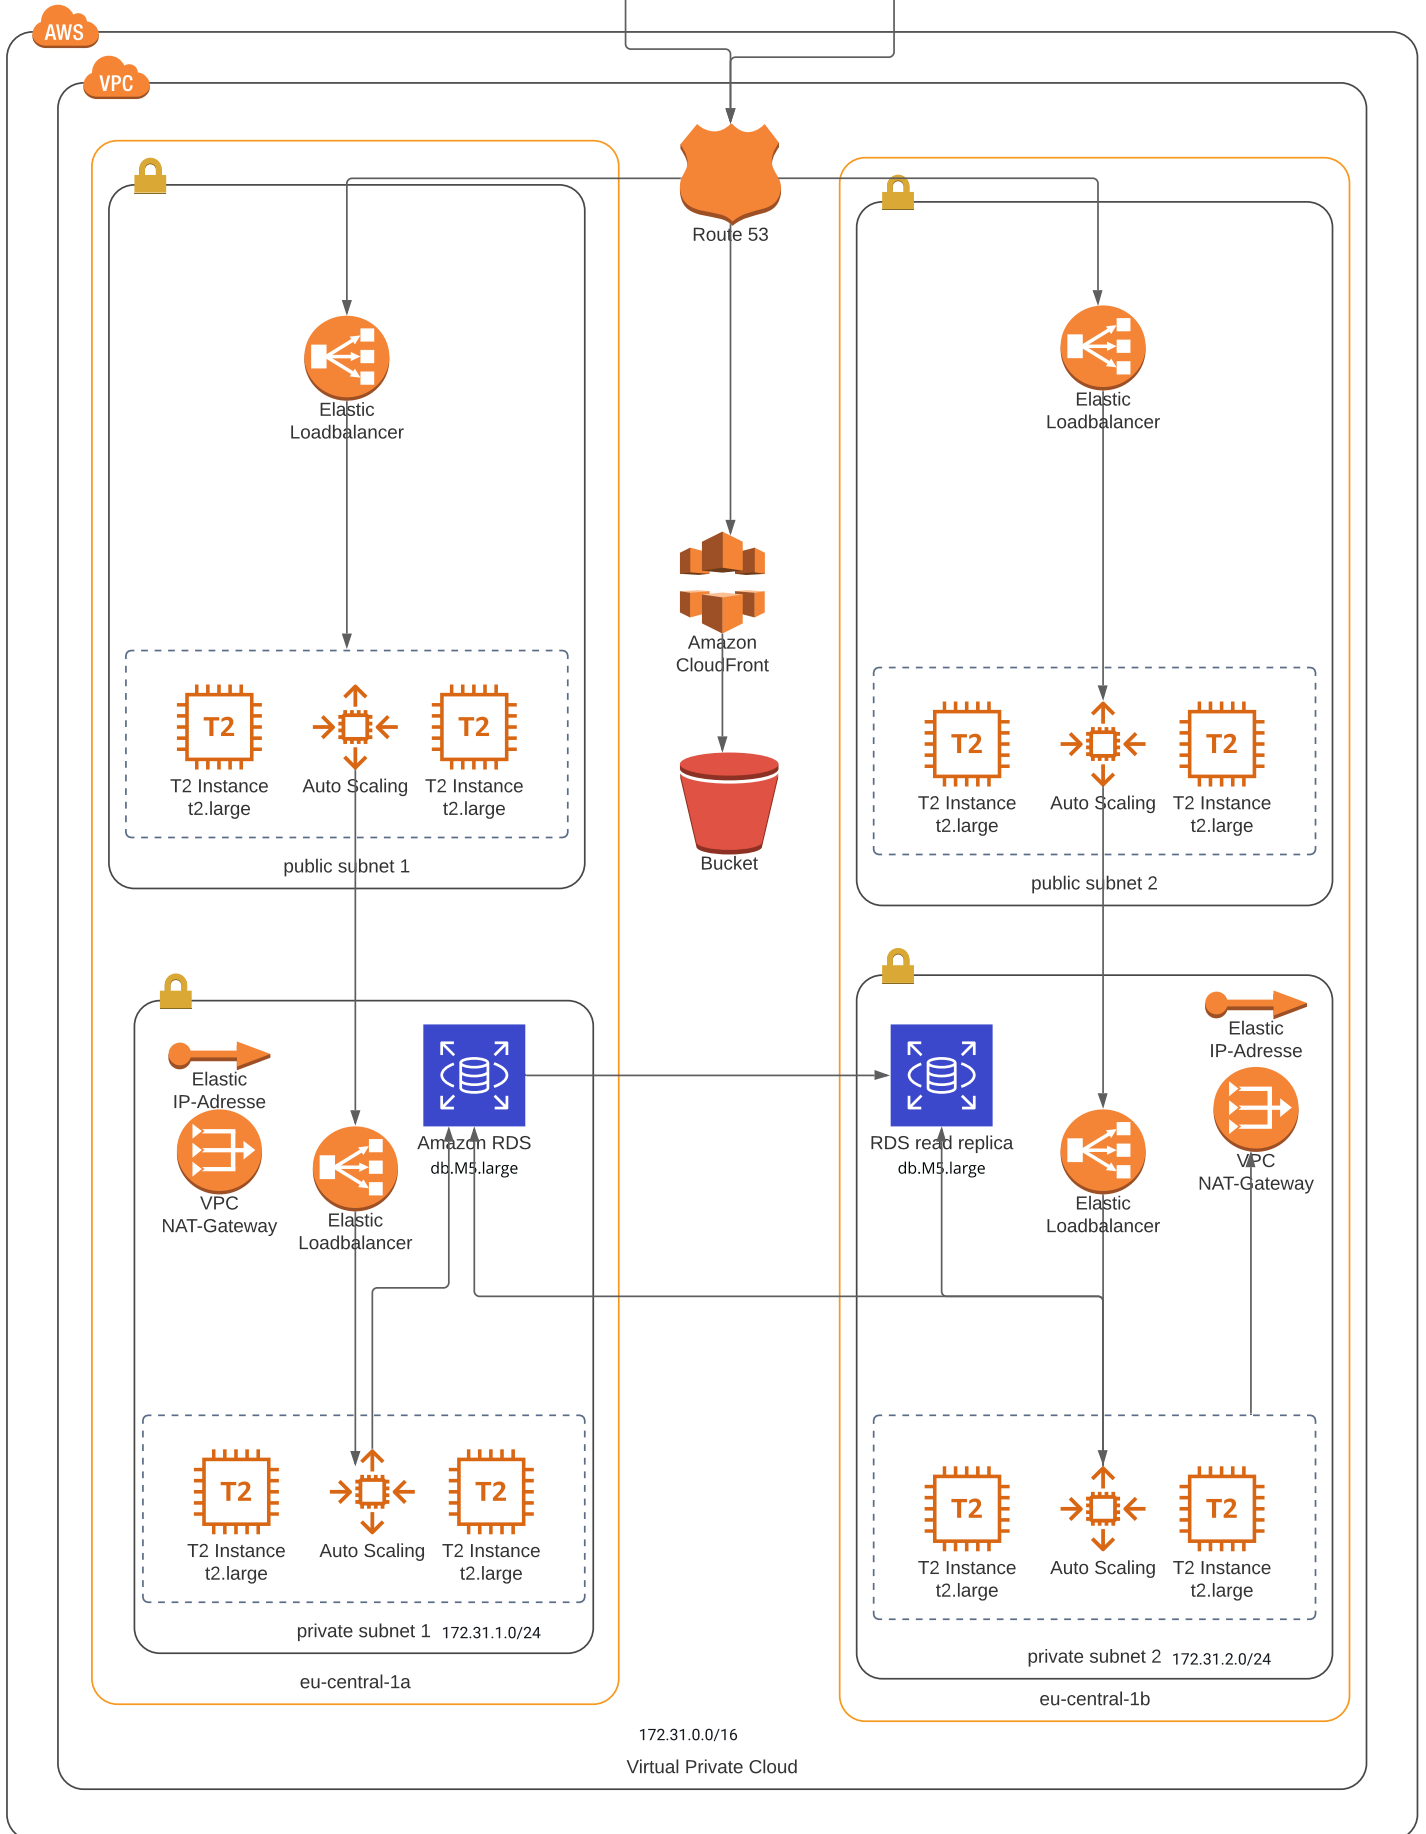 AWS
VPC
Route 53
Elastic
Loadbalancer
Elastic
Loadbalancer
Amazon
CloudFront
T2
T2
T2 Instance
t2.large
Auto Scaling
T2 Instance
t2.large
public subnet 1
Bucket
T2
T2
T2 Instance
t2.large
Auto Scaling
T2 Instance
t2.large
public subnet 2
Elastic
IP-Adresse
VPC
NAT-Gateway
Elastic
Loadbalancer
Amazon RDS
db.M5.large
RDS read replica
db.M5.large
Elastic
Loadbalancer
Elastic
IP-Adresse
VPC
NAT-Gateway
T2
T2
T2 Instance
t2.large
Auto Scaling
T2 Instance
t2.large
private subnet 1 172.31.1.0/24
eu-central-1a
T2
T2
T2 Instance
t2.large
Auto Scaling
T2 Instance
t2.large
private subnet 2 172.31.2.0/24
eu-central-1b
172.31.0.0/16
Virtual Private Cloud